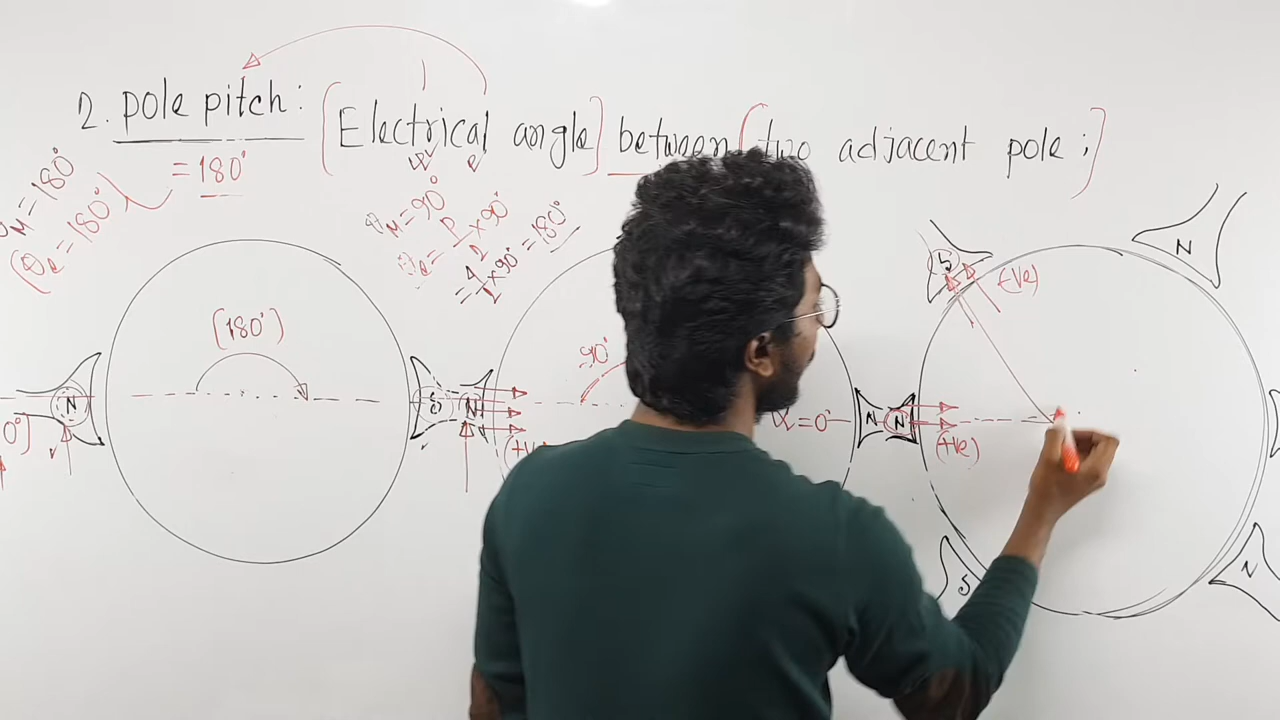 2. pole pitch: [Electrical angle] between [two adjacent pole;]
= 180°
θM = 180°
(θe = 180°
θM = 90°
θe = P/2 × 90°
= 4/2 × 90° = 180°
[180°]
90°
N
S
N
(+ve)
α = 0°
N
N
(+ve)
S
(-ve)
N
S
N